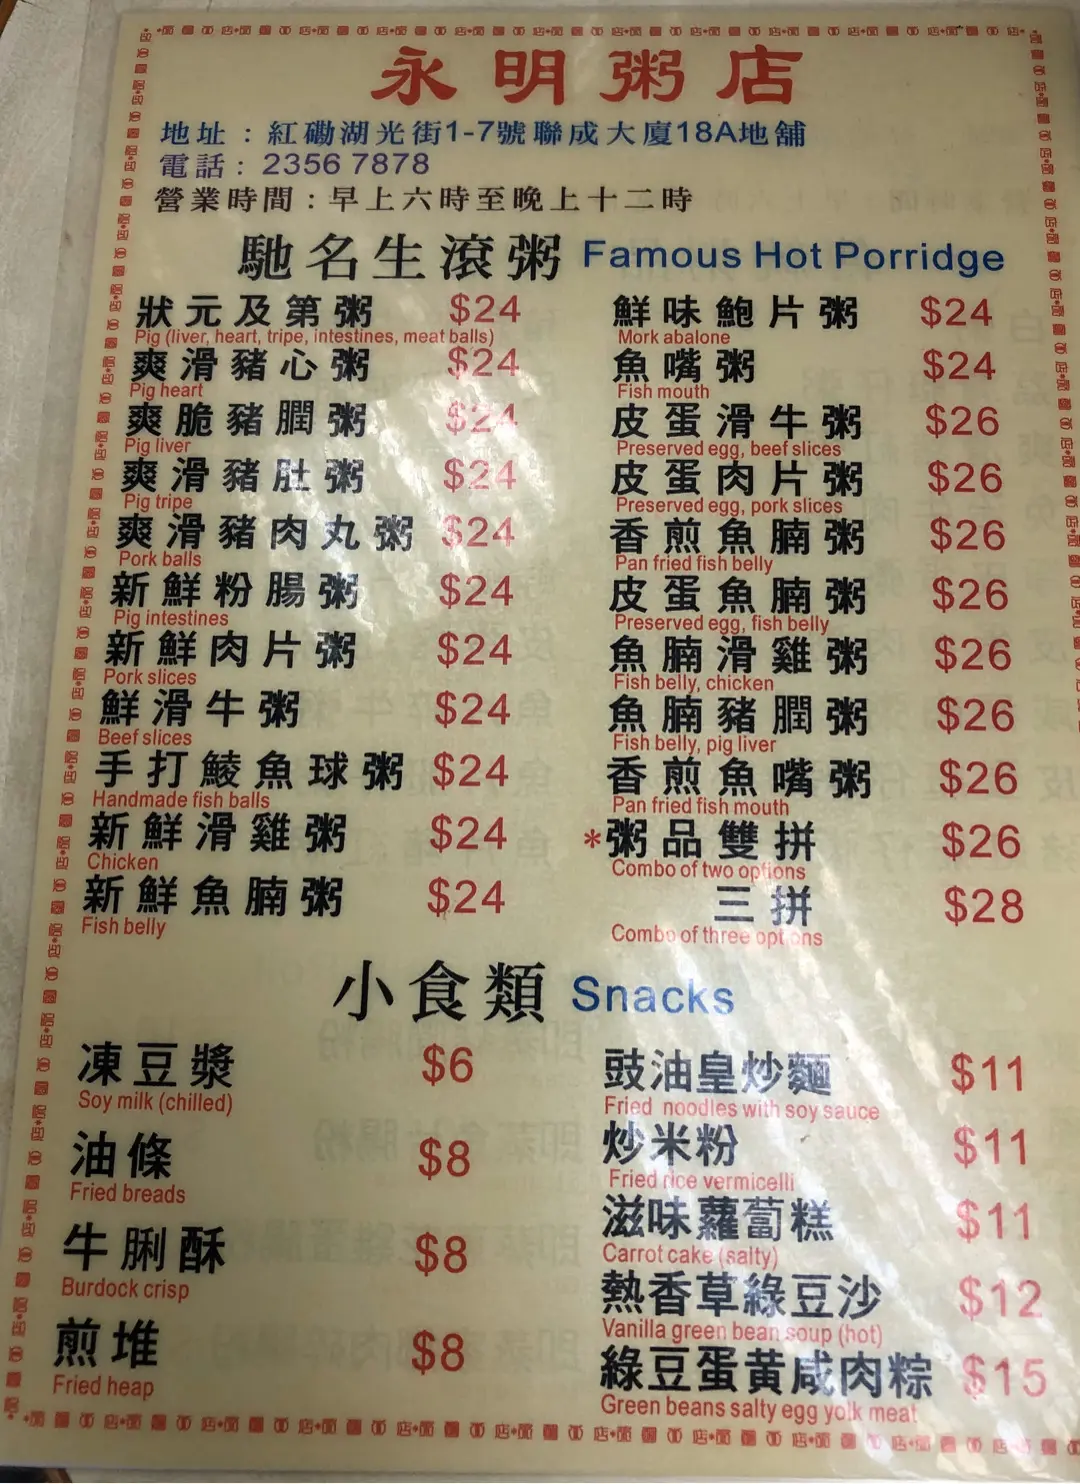 永明粥店
地址：紅磡湖光街1-7號聯成大廈18A地舖
電話：2356 7878
營業時間：早上六時至晚上十二時
馳名生滾粥 Famous Hot Porridge
狀元及第粥 $24
Pig (liver, heart, tripe, intestines, meat balls)
爽滑豬心粥 $24
Pig heart
爽脆豬膶粥 $24
Pig liver
爽滑豬肚粥 $24
Pig tripe
爽滑豬肉丸粥 $24
Pork balls
新鮮粉腸粥 $24
Pig intestines
新鮮肉片粥 $24
Pork slices
鮮滑牛粥 $24
Beef slices
手打鯪魚球粥 $24
Handmade fish balls
新鮮滑雞粥 $24
Chicken
新鮮魚腩粥 $24
Fish belly
鮮味鮑片粥 $24
Mork abalone
魚嘴粥 $24
Fish mouth
皮蛋滑牛粥 $26
Preserved egg, beef slices
皮蛋肉片粥 $26
Preserved egg, pork slices
香煎魚腩粥 $26
Pan fried fish belly
皮蛋魚腩粥 $26
Preserved egg, fish belly
魚腩滑雞粥 $26
Fish belly, chicken
魚腩豬膶粥 $26
Fish belly, pig liver
香煎魚嘴粥 $26
Pan fried fish mouth
*粥品雙拼 $26
Combo of two options
三拼 $28
Combo of three options
小食類 Snacks
凍豆漿 $6
Soy milk (chilled)
油條 $8
Fried breads
牛脷酥 $8
Burdock crisp
煎堆 $8
Fried heap
豉油皇炒麵 $11
Fried noodles with soy sauce
炒米粉 $11
Fried rice vermicelli
滋味蘿蔔糕 $11
Carrot cake (salty)
熱香草綠豆沙 $12
Vanilla green bean soup (hot)
綠豆蛋黄咸肉粽 $15
Green beans salty egg yolk meat